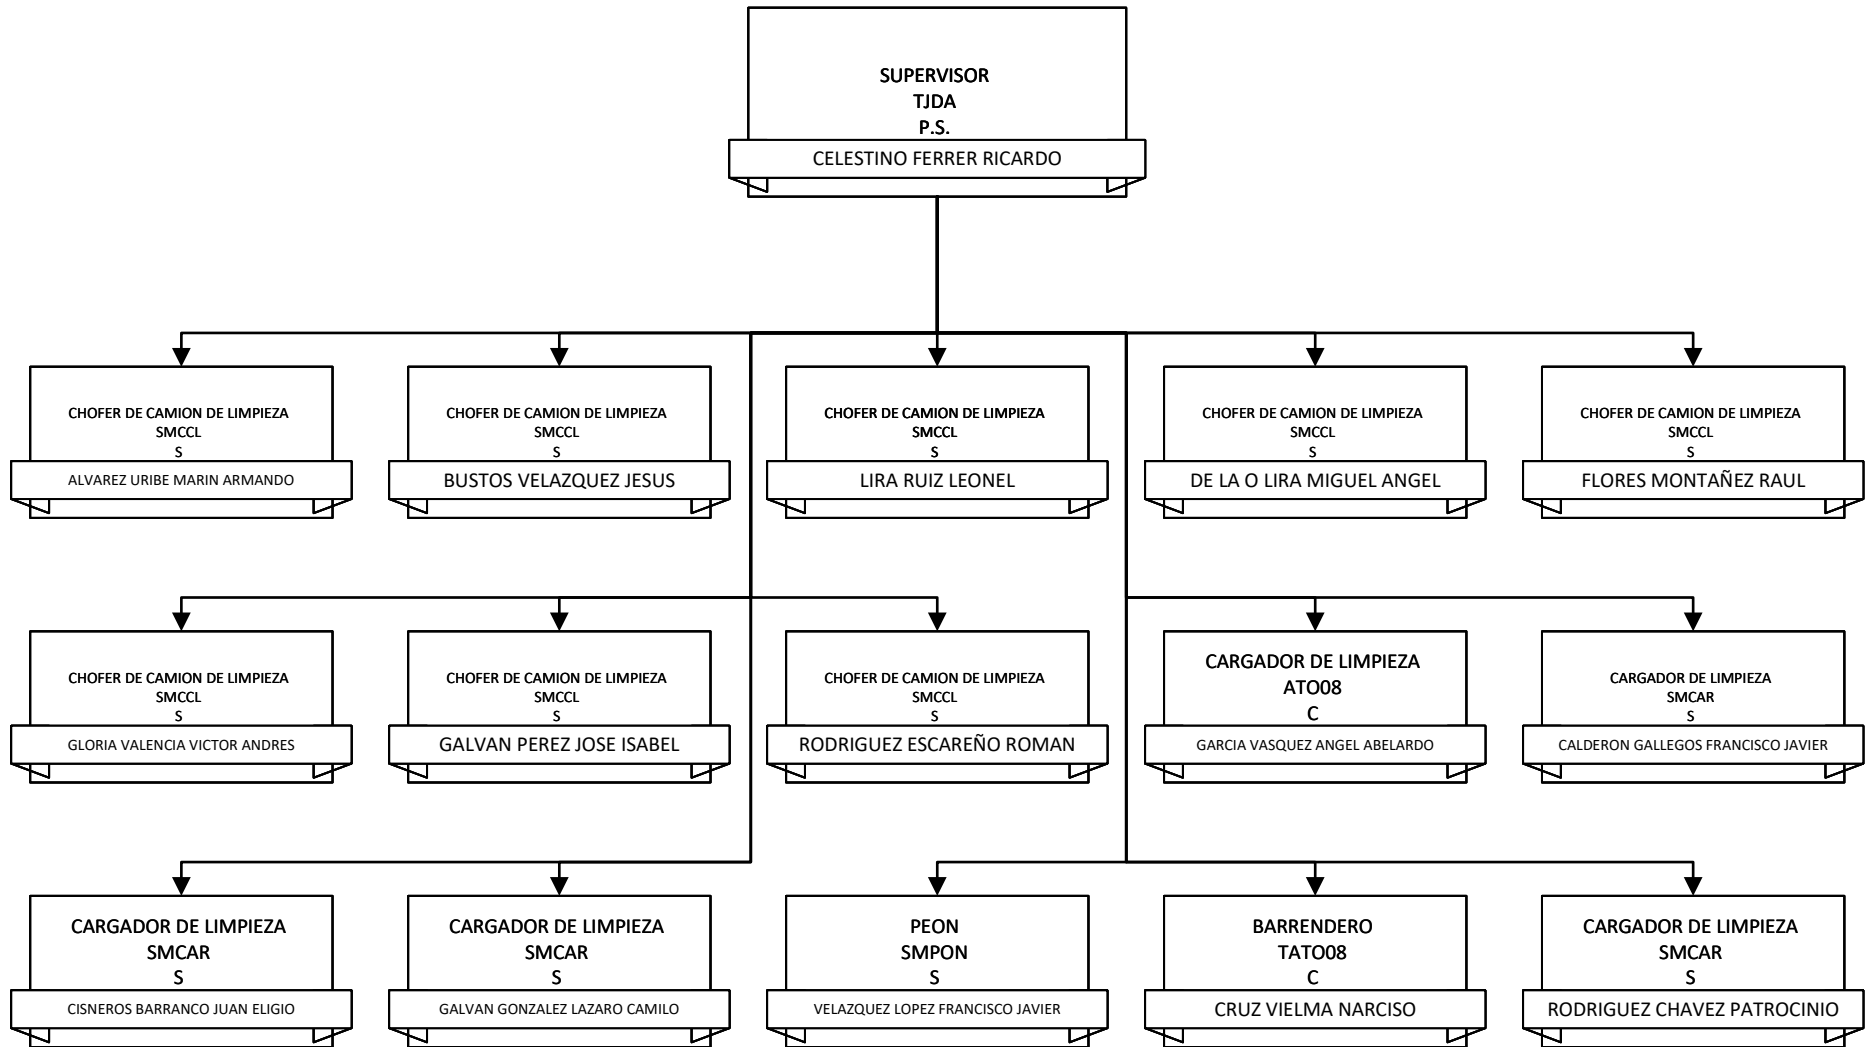 SUPERVISOR
TJDA
P.S.
CELESTINO FERRER RICARDO
CHOFER DE CAMION DE LIMPIEZA
SMCCL
S
ALVAREZ URIBE MARIN ARMANDO
CHOFER DE CAMION DE LIMPIEZA
SMCCL
S
BUSTOS VELAZQUEZ JESUS
CHOFER DE CAMION DE LIMPIEZA
SMCCL
S
LIRA RUIZ LEONEL
CHOFER DE CAMION DE LIMPIEZA
SMCCL
S
DE LA O LIRA MIGUEL ANGEL
CHOFER DE CAMION DE LIMPIEZA
SMCCL
S
FLORES MONTAÑEZ RAUL
CHOFER DE CAMION DE LIMPIEZA
SMCCL
S
GLORIA VALENCIA VICTOR ANDRES
CHOFER DE CAMION DE LIMPIEZA
SMCCL
S
GALVAN PEREZ JOSE ISABEL
CHOFER DE CAMION DE LIMPIEZA
SMCCL
S
RODRIGUEZ ESCAREÑO ROMAN
CARGADOR DE LIMPIEZA
ATO08
C
GARCIA VASQUEZ ANGEL ABELARDO
CARGADOR DE LIMPIEZA
SMCAR
S
CALDERON GALLEGOS FRANCISCO JAVIER
CARGADOR DE LIMPIEZA
SMCAR
S
CISNEROS BARRANCO JUAN ELIGIO
CARGADOR DE LIMPIEZA
SMCAR
S
GALVAN GONZALEZ LAZARO CAMILO
PEON
SMPON
S
VELAZQUEZ LOPEZ FRANCISCO JAVIER
BARRENDERO
TATO08
C
CRUZ VIELMA NARCISO
CARGADOR DE LIMPIEZA
SMCAR
S
RODRIGUEZ CHAVEZ PATROCINIO